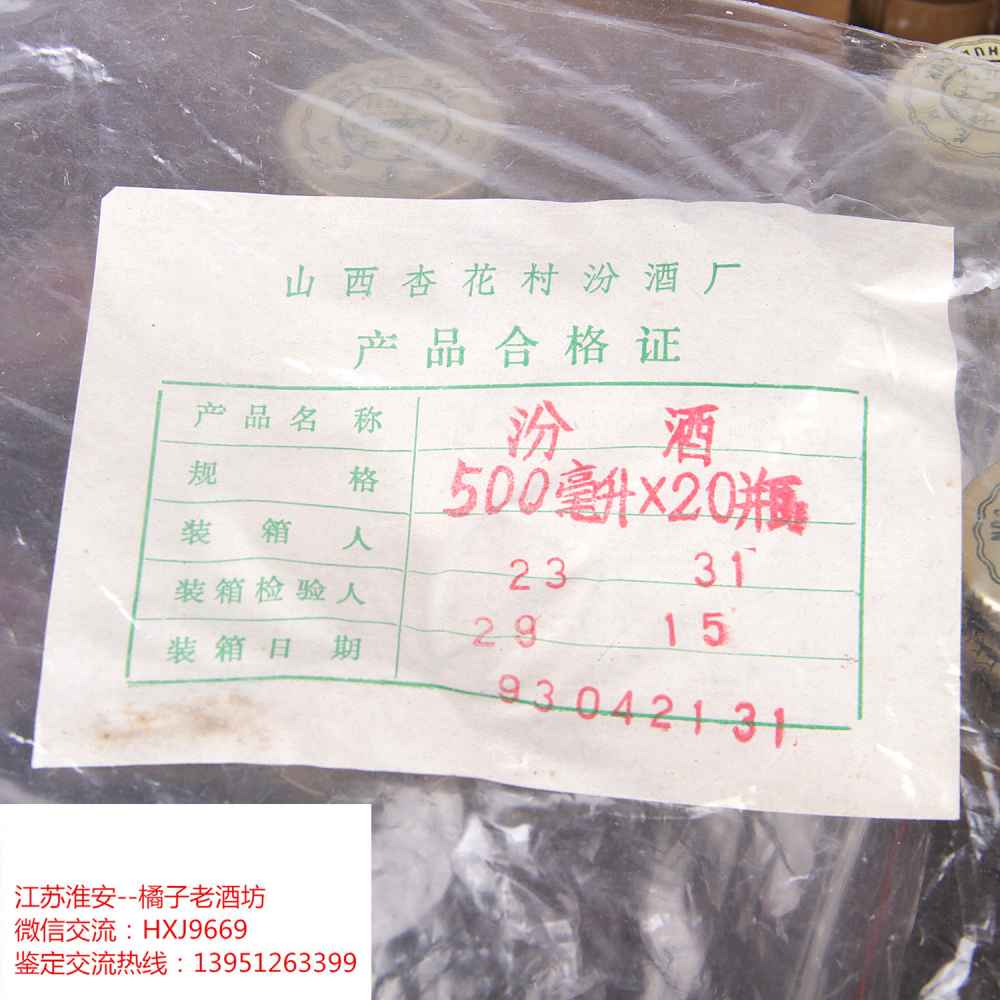 山西杏花村汾酒厂
产品合格证
产品名称 汾酒
规格 500毫升×20瓶
装箱人 23 31
装箱检验人 29 15
装箱日期 93042131
江苏淮安--橘子老酒坊
微信交流：HXJ9669
鉴定交流热线：13951263399